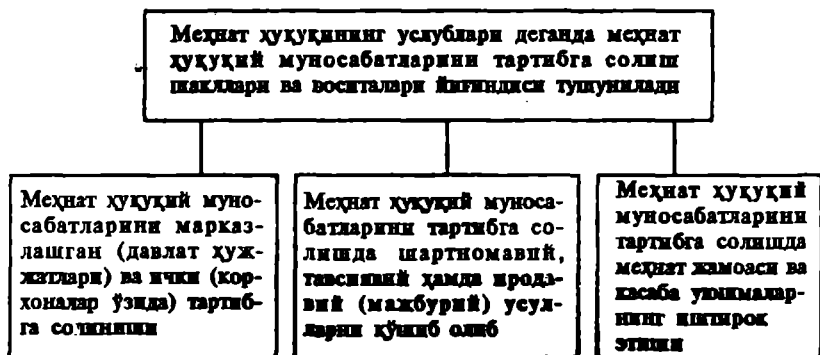 Меҳнат ҳуқуқининг услублари деганда меҳнат
ҳуқуқий муносабатларини тартибга солиш
шакллари ва воситалари йиғиндиси тушунилади
Меҳнат ҳуқуқий муно-
сабатларини марказ-
лашган (давлат ҳуж-
жатлари) ва ички (кор-
хоналар ўзида) тартиб-
га солиниши
Меҳнат ҳуқуқий муноса-
батларини тартибга со-
лишда шартномавий,
тавсиявий ҳамда ирода-
вий (мажбурий) усул-
ларни қўшиб олиб
Меҳнат ҳуқуқий
муносабатларини
тартибга солишда
меҳнат жамоаси ва
касаба уюшмалар-
нинг иштирок
этиши